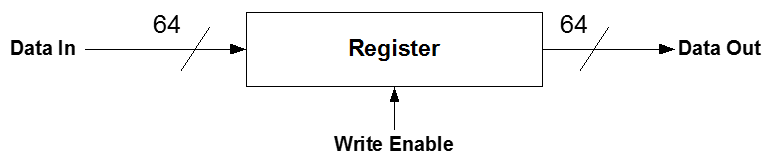 64
64
Data In
Register
Data Out
Write Enable